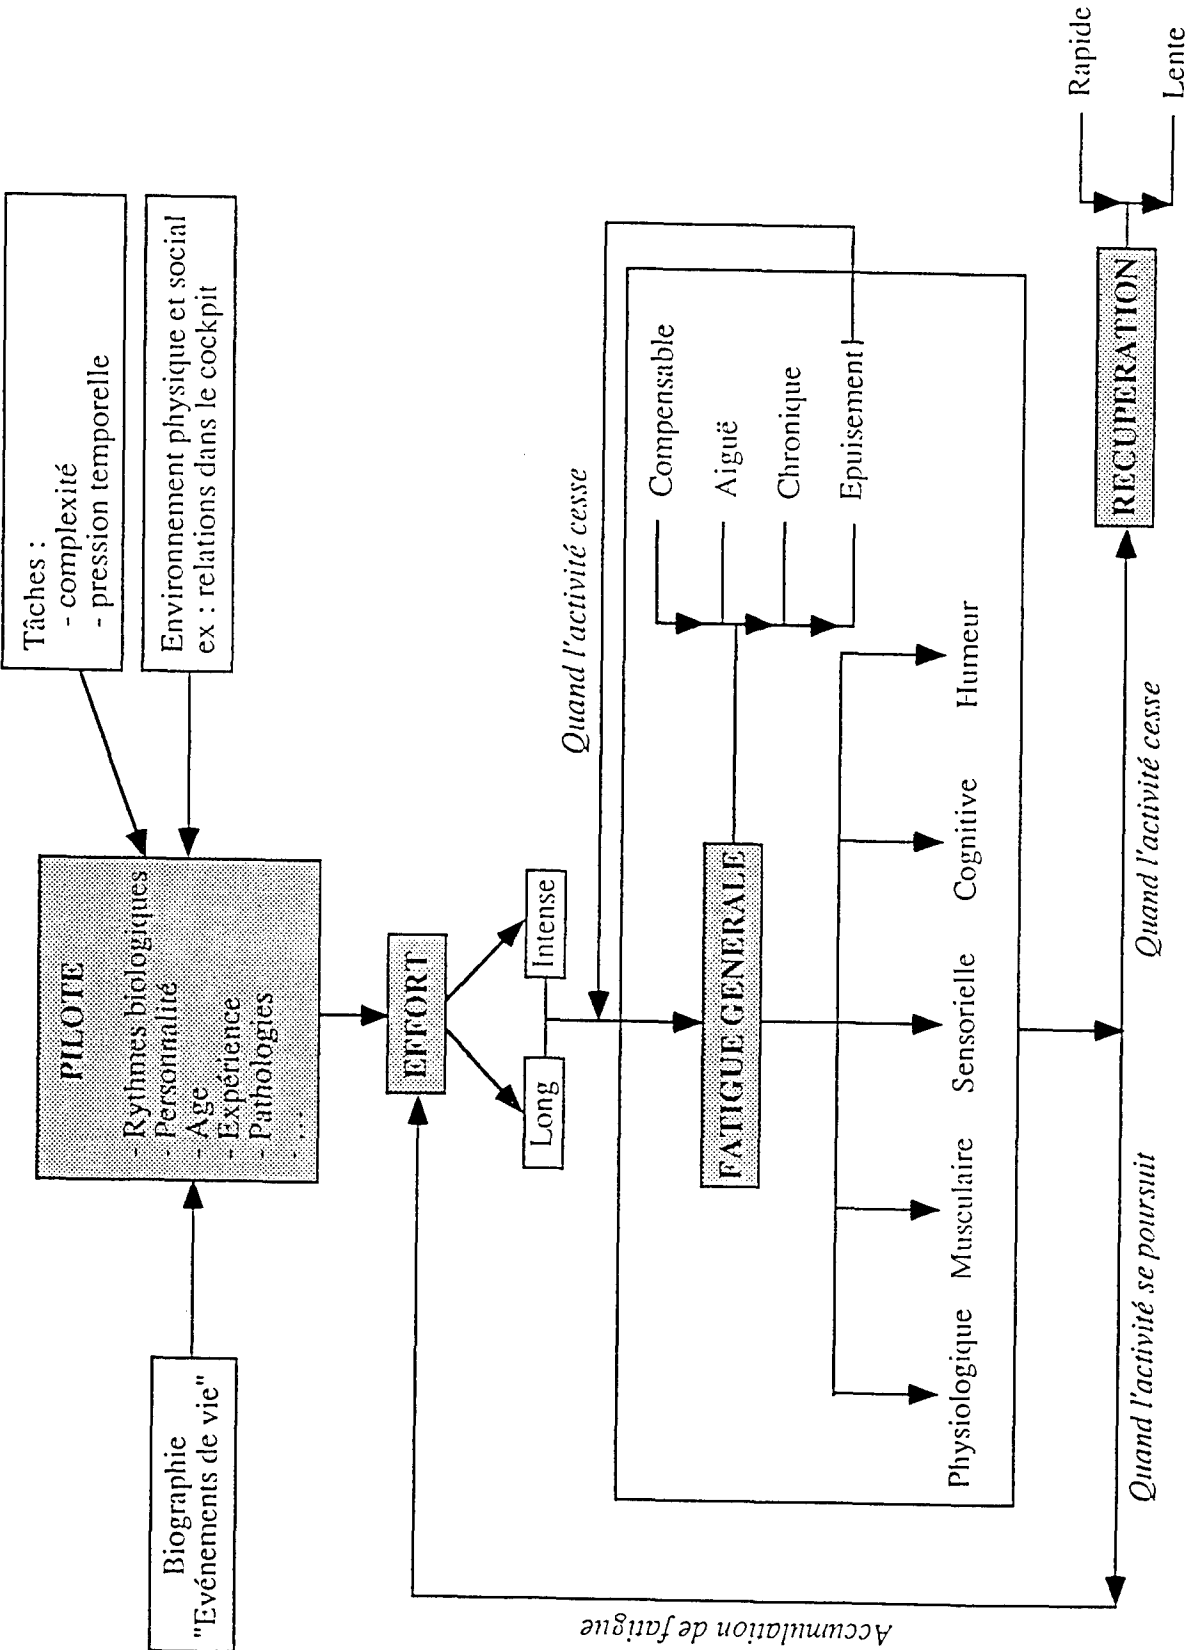 Biographie
"Evénements de vie"
PILOTE
- Rythmes biologiques
- Personnalité
- Age
- Expérience
- Pathologies
- ...
Tâches :
- complexité
- pression temporelle
Environnement physique et social
ex : relations dans le cockpit
EFFORT
Long
Intense
Quand l'activité cesse
FATIGUE GENERALE
Compensable
Aiguë
Chronique
Epuisement
Physiologique
Musculaire
Sensorielle
Cognitive
Humeur
Accumulation de fatigue
Quand l'activité se poursuit
Quand l'activité cesse
RECUPERATION
Rapide
Lente